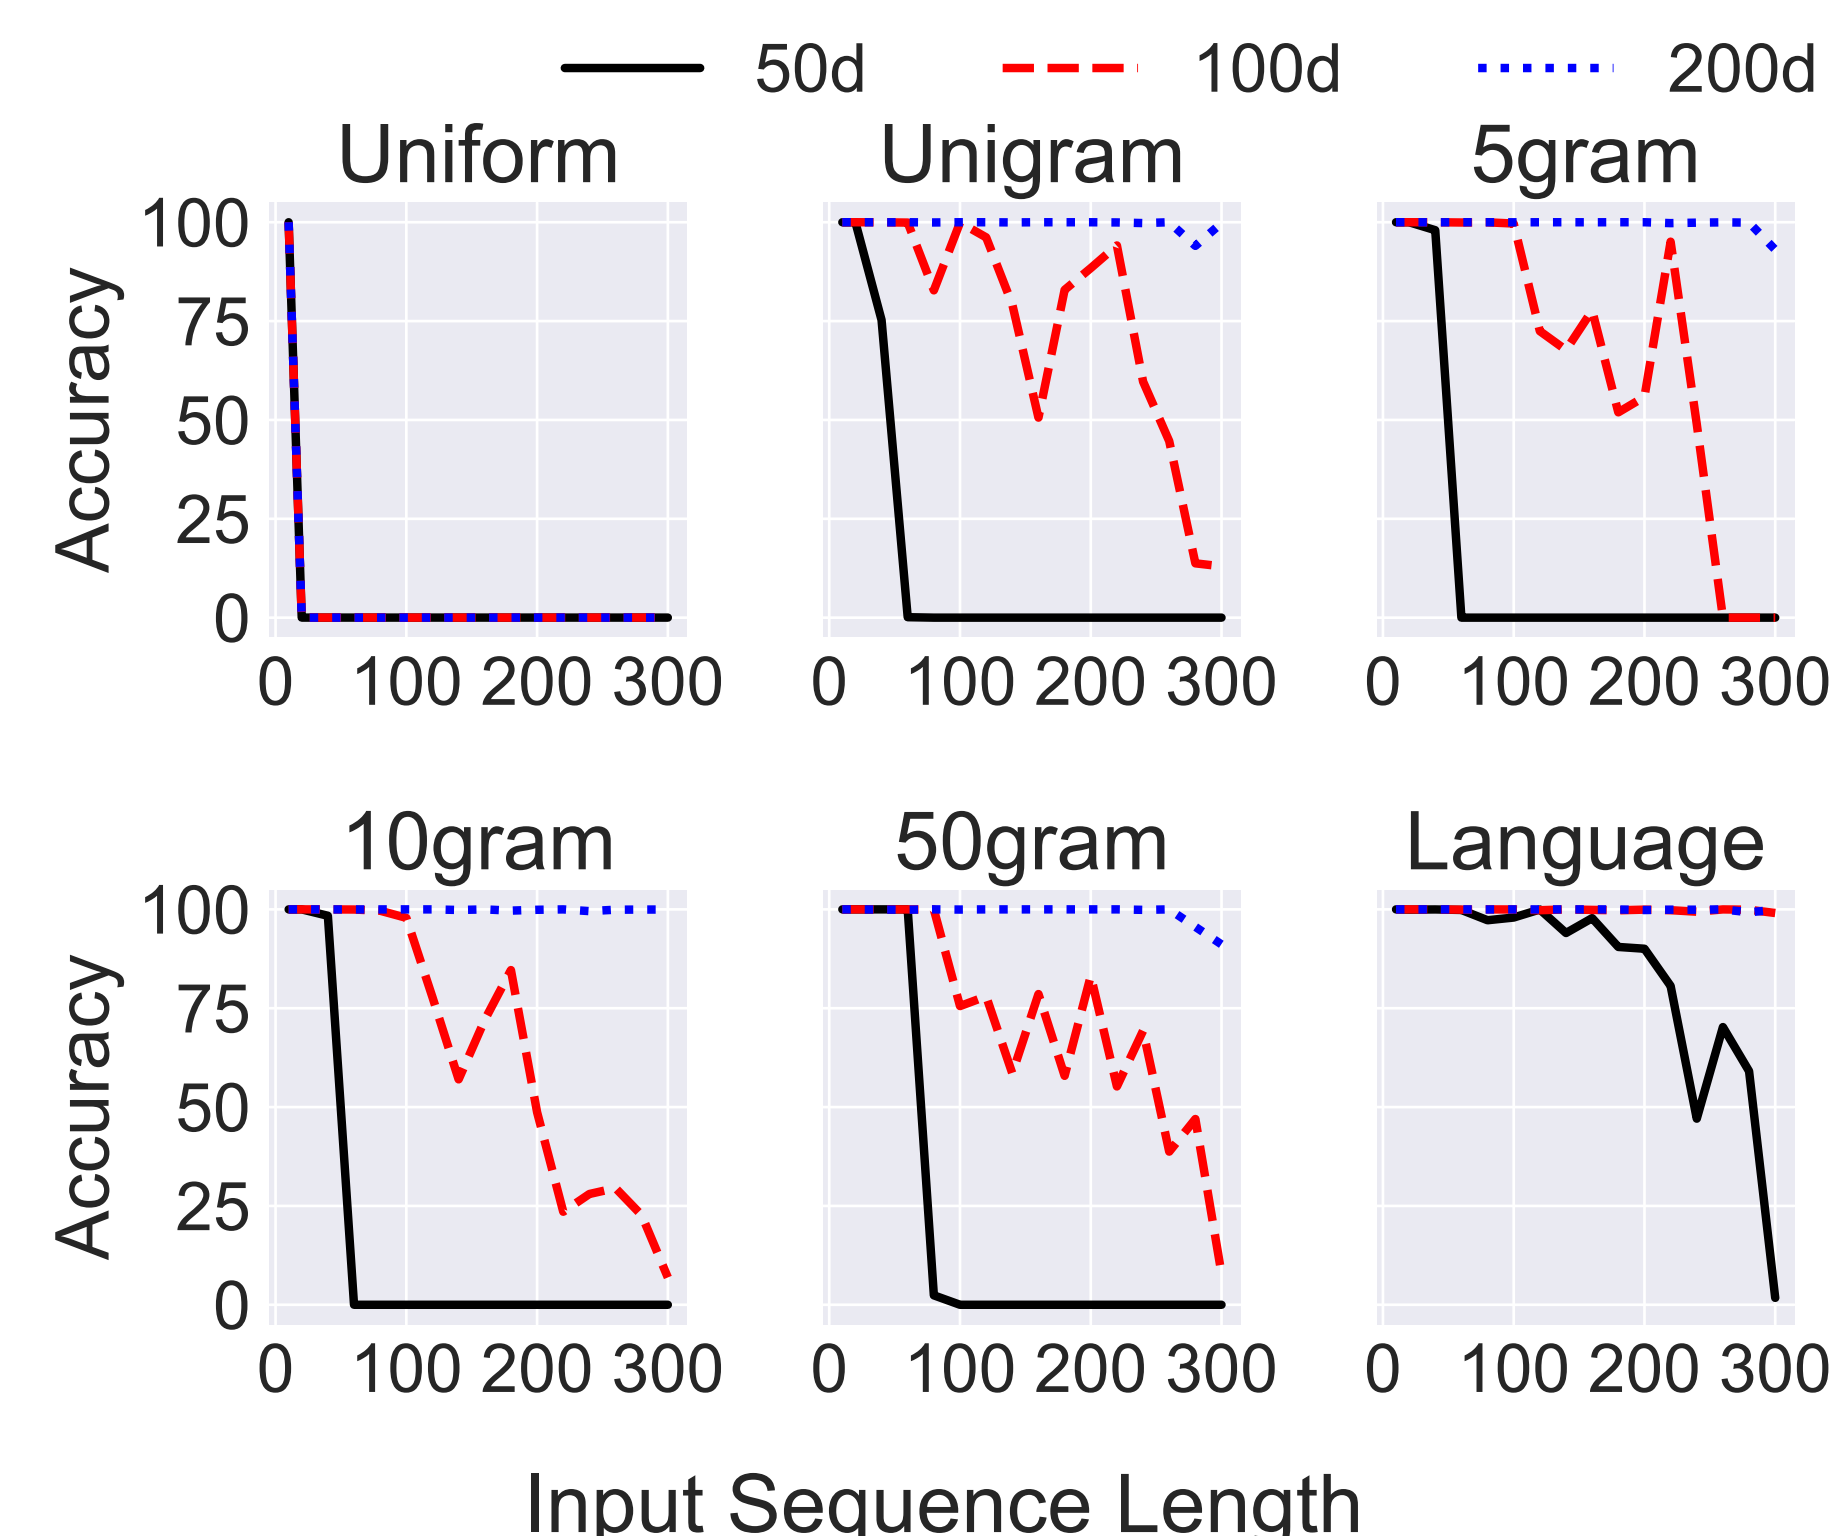 50d 100d 200d
Uniform Unigram 5gram
Accuracy
100
75
50
25
0
0 100 200 300
0 100 200 300
0 100 200 300
10gram 50gram Language
Accuracy
100
75
50
25
0
0 100 200 300
0 100 200 300
0 100 200 300
Input Sequence Length